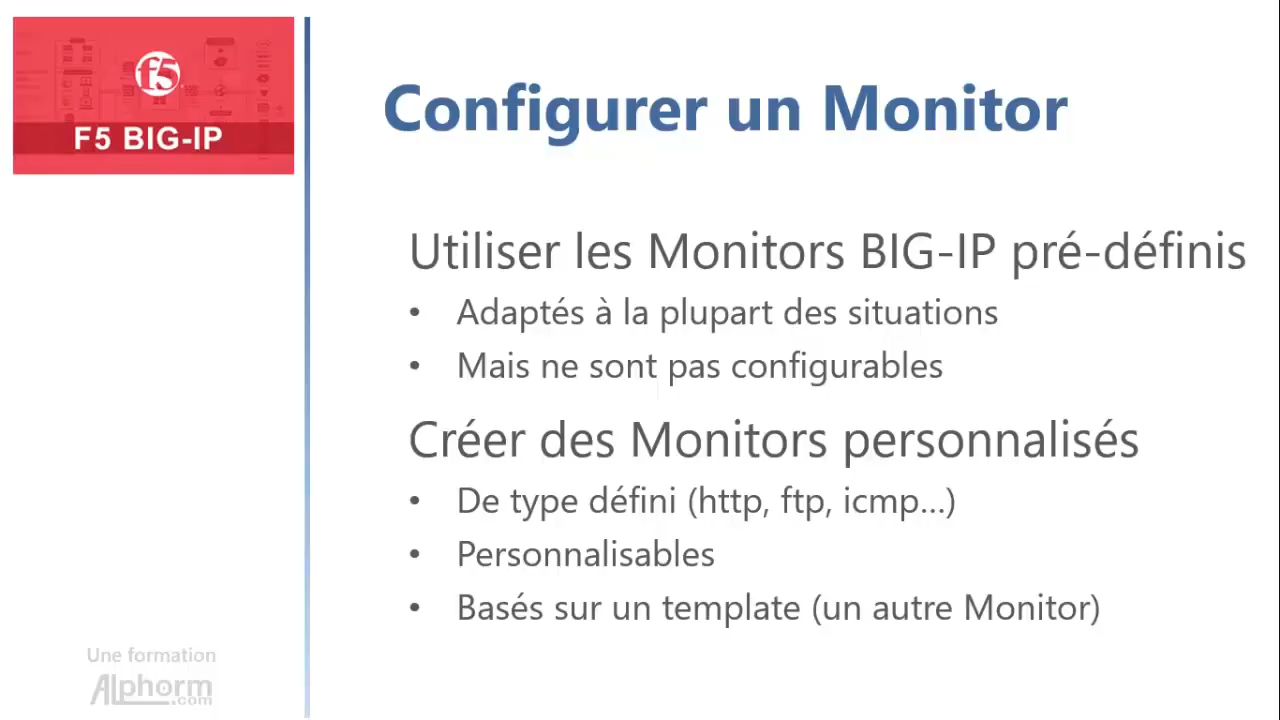 f5
F5 BIG-IP
Configurer un Monitor
Utiliser les Monitors BIG-IP pré-définis
• Adaptés à la plupart des situations
• Mais ne sont pas configurables
Créer des Monitors personnalisés
• De type défini (http, ftp, icmp...)
• Personnalisables
• Basés sur un template (un autre Monitor)
Une formation
Alphorm
.com